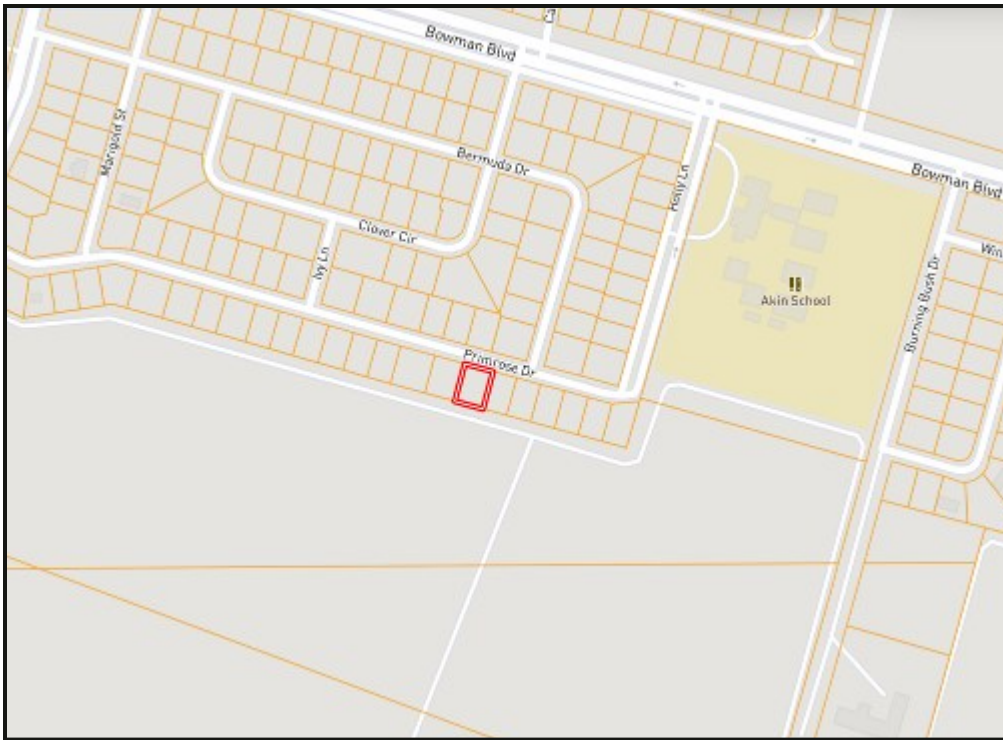 Bowman Blvd
Marigold St
Bermuda Dr
Holly Ln
Bowman Blvd
Clover Cir
Ivy Ln
Akin School
Burning Bush Dr
Primrose Dr